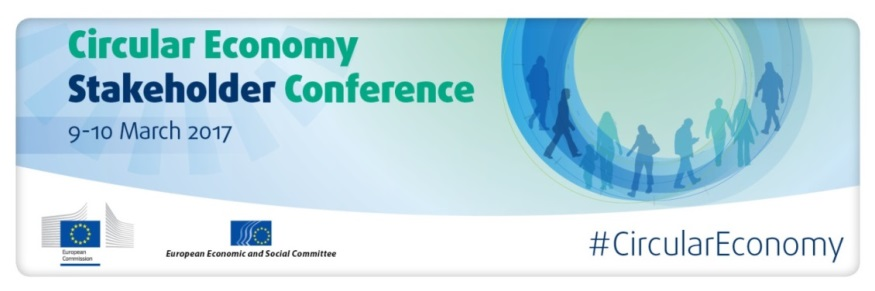 Circular Economy
Stakeholder Conference
9-10 March 2017
European
Commission
European Economic and Social Committee
#CircularEconomy